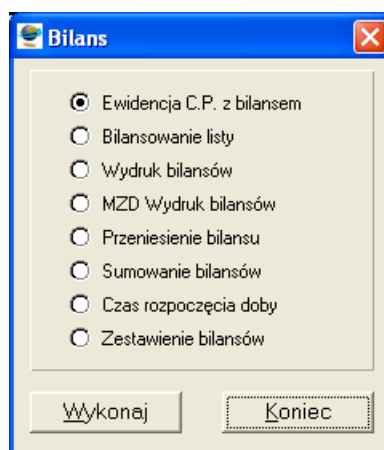 Bilans
Ewidencja C.P. z bilansem
Bilansowanie listy
Wydruk bilansów
MZD Wydruk bilansów
Przeniesienie bilansu
Sumowanie bilansów
Czas rozpoczęcia doby
Zestawienie bilansów
Wykonaj Koniec